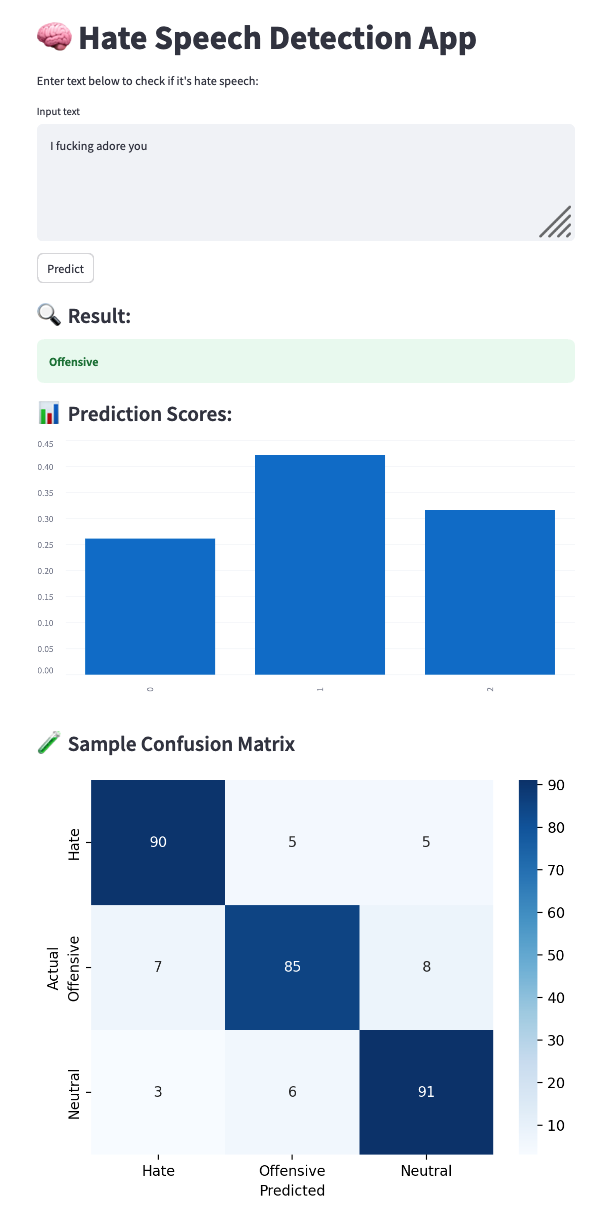 Hate Speech Detection App
Enter text below to check if it's hate speech:
Input text
I fucking adore you
Predict
Result:
Offensive
Prediction Scores:
0.45
0.40
0.35
0.30
0.25
0.20
0.15
0.10
0.05
0.00
0 1 2
Sample Confusion Matrix
Actual
Hate
Offensive
Neutral
90 5 5
7 85 8
3 6 91
Hate Offensive Neutral
Predicted
90
80
70
60
50
40
30
20
10